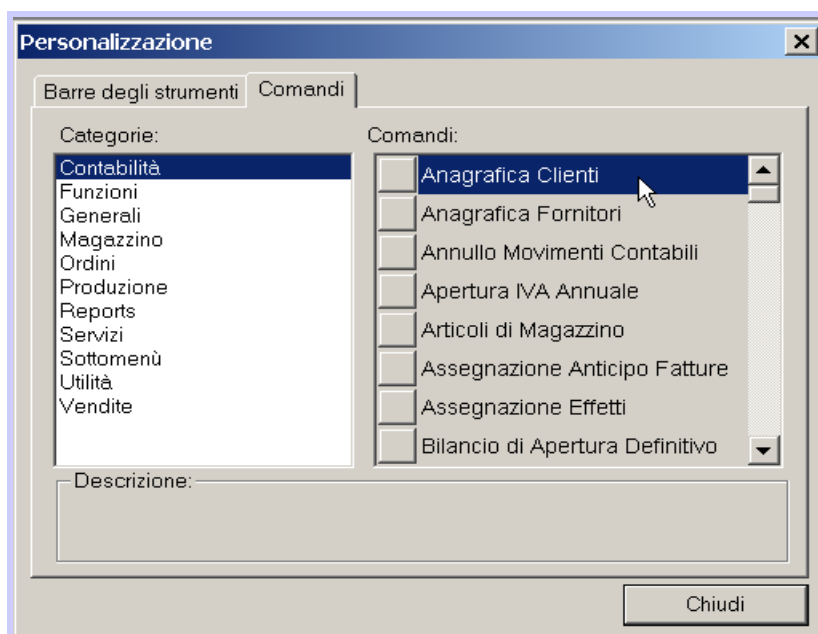 Personalizzazione
Barre degli strumenti
Comandi
Categorie:
Contabilità
Funzioni
Generali
Magazzino
Ordini
Produzione
Reports
Servizi
Sottomenù
Utilità
Vendite
Comandi:
Anagrafica Clienti
Anagrafica Fornitori
Annullo Movimenti Contabili
Apertura IVA Annuale
Articoli di Magazzino
Assegnazione Anticipo Fatture
Assegnazione Effetti
Bilancio di Apertura Definitivo
Descrizione:
Chiudi